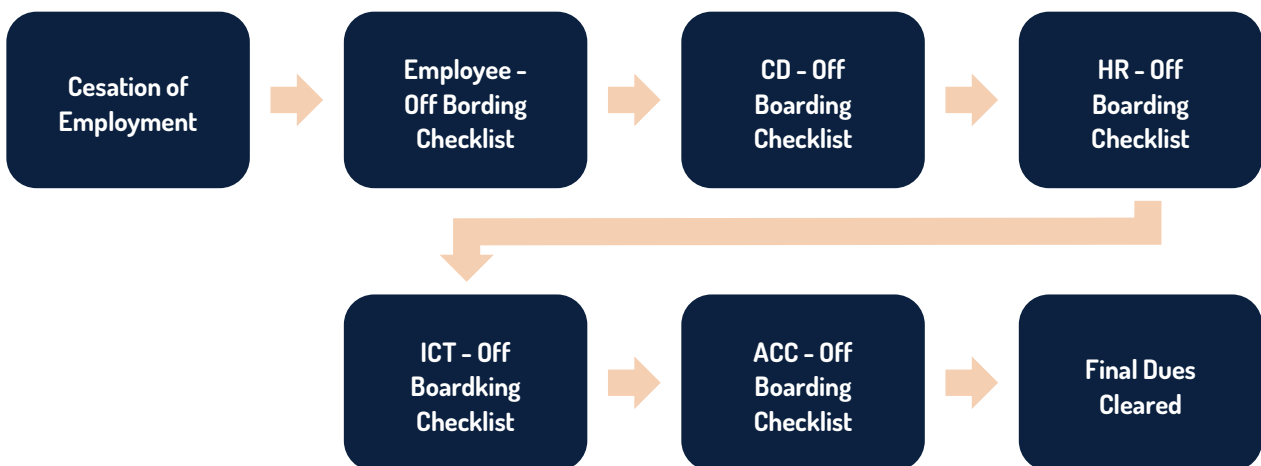 Cesation of
Employment
Employee -
Off Bording
Checklist
CD - Off
Boarding
Checklist
HR - Off
Boarding
Checklist
ICT - Off
Boardking
Checklist
ACC - Off
Boarding
Checklist
Final Dues
Cleared